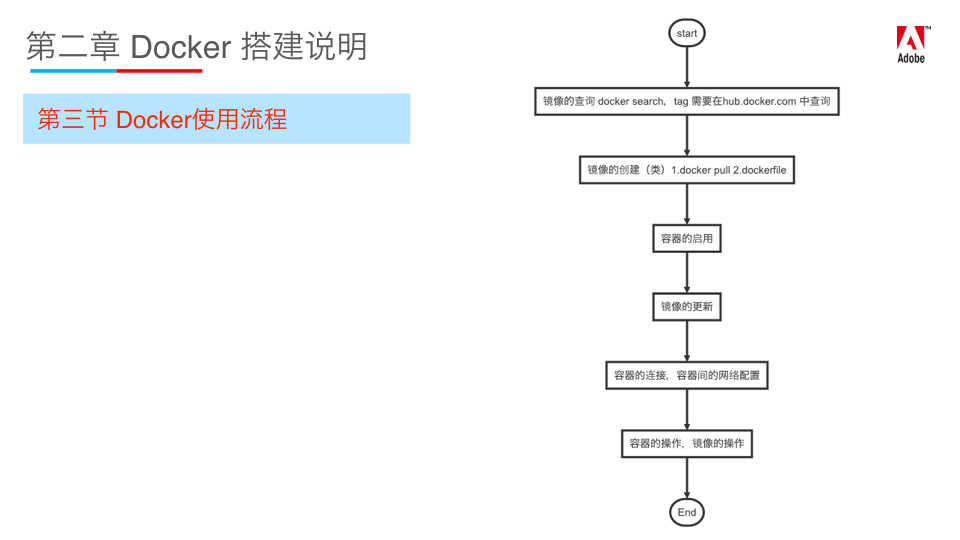 第二章 Docker 搭建说明
第三节 Docker使用流程
start
镜像的查询 docker search，tag 需要在hub.docker.com 中查询
镜像的创建（类）1.docker pull 2.dockerfile
容器的启用
镜像的更新
容器的连接，容器间的网络配置
容器的操作，镜像的操作
End
Adobe
TM